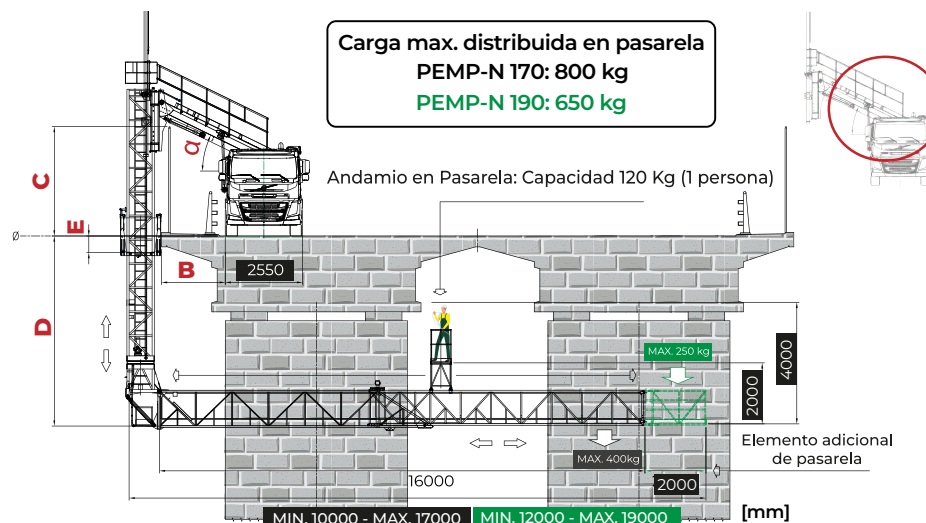 Carga max. distribuida en pasarela
PEMP-N 170: 800 kg
PEMP-N 190: 650 kg
α
C
Andamio en Pasarela: Capacidad 120 Kg (1 persona)
E
Ø
B
2550
D
MAX. 250 kg
4000
2000
Elemento adicional
de pasarela
MAX. 400kg
16000
2000
MIN. 10000 - MAX. 17000
MIN. 12000 - MAX. 19000
[mm]